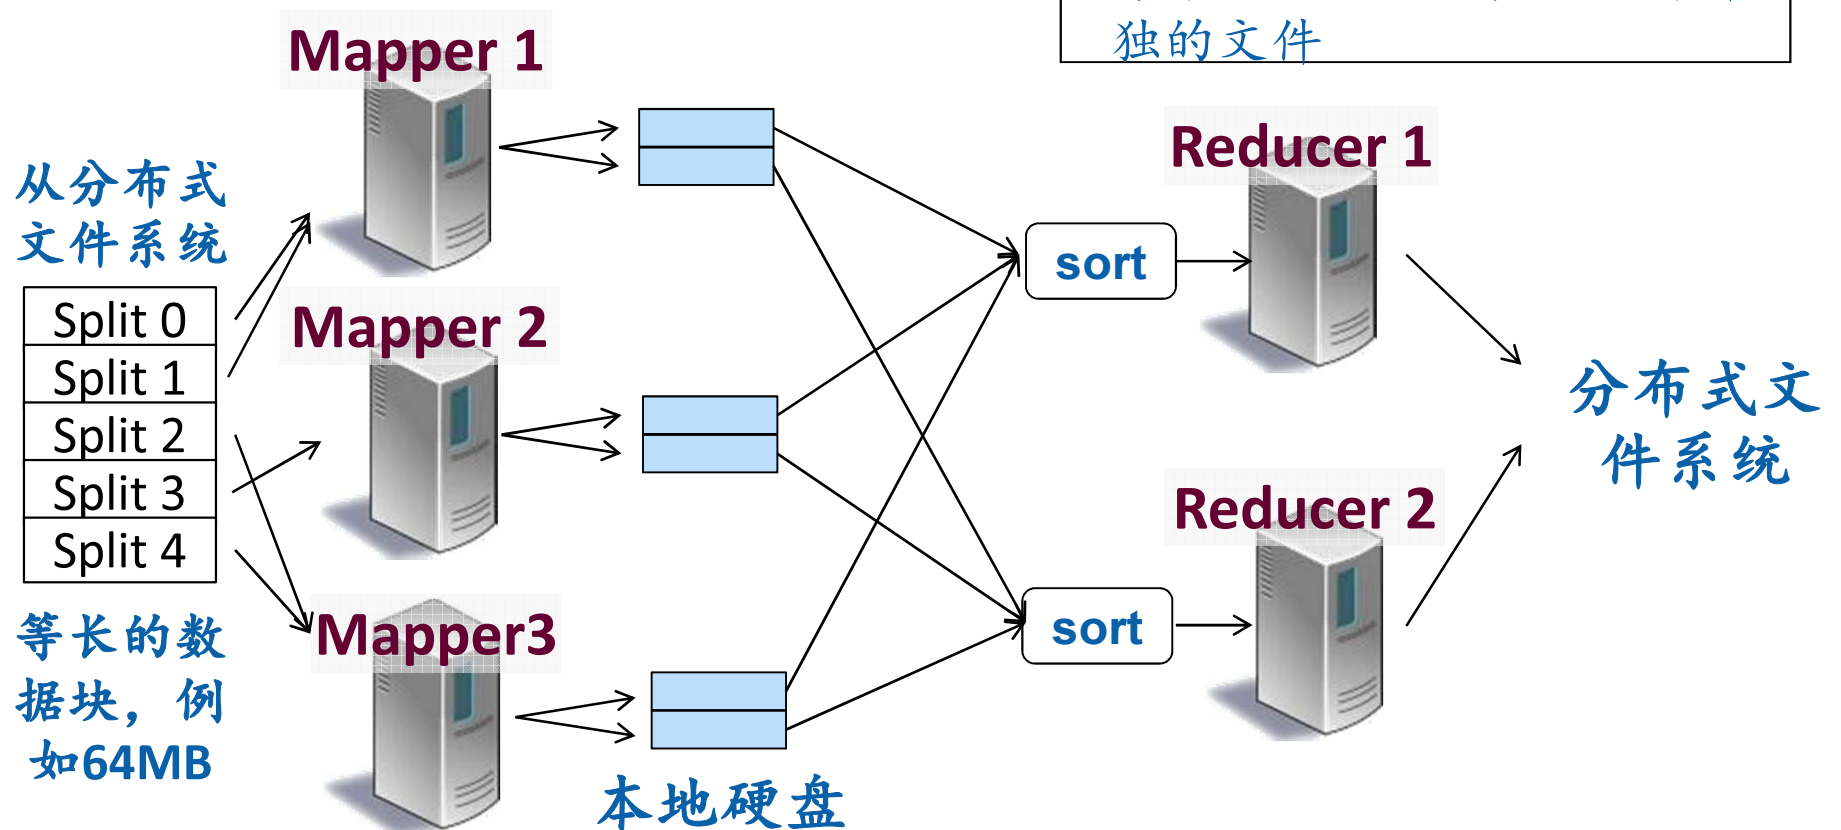 独的文件
Mapper 1
Reducer 1
从分布式
文件系统
sort
Split 0
Split 1
Split 2
Split 3
Split 4
Mapper 2
分布式文
件系统
Reducer 2
等长的数
据块，例
如64MB
Mapper3
sort
本地硬盘